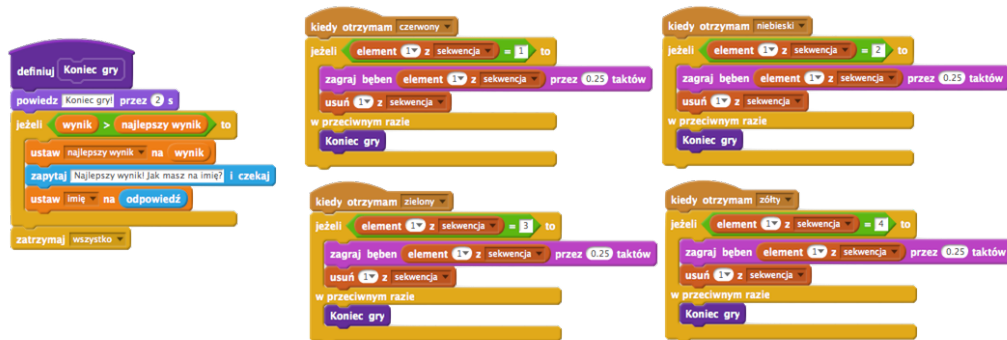 definiuj Koniec gry
powiedz Koniec gry! przez 2 s
jeżeli wynik > najlepszy wynik to
ustaw najlepszy wynik na wynik
zapytaj Najlepszy wynik! Jak masz na imię? i czekaj
ustaw imię na odpowiedź
zatrzymaj wszystko
kiedy otrzymam czerwony
jeżeli element 1 z sekwencja = 1 to
zagraj bęben element 1 z sekwencja przez 0.25 taktów
usuń 1 z sekwencja
w przeciwnym razie
Koniec gry
kiedy otrzymam niebieski
jeżeli element 1 z sekwencja = 2 to
zagraj bęben element 1 z sekwencja przez 0.25 taktów
usuń 1 z sekwencja
w przeciwnym razie
Koniec gry
kiedy otrzymam zielony
jeżeli element 1 z sekwencja = 3 to
zagraj bęben element 1 z sekwencja przez 0.25 taktów
usuń 1 z sekwencja
w przeciwnym razie
Koniec gry
kiedy otrzymam żółty
jeżeli element 1 z sekwencja = 4 to
zagraj bęben element 1 z sekwencja przez 0.25 taktów
usuń 1 z sekwencja
w przeciwnym razie
Koniec gry